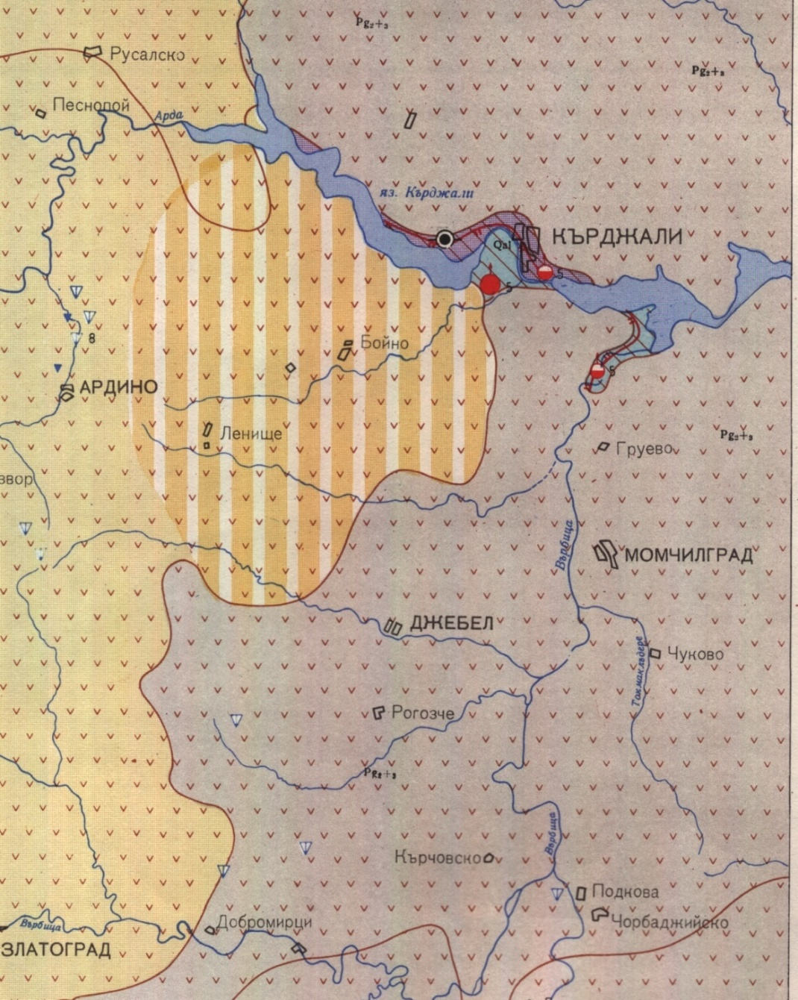 Pg₂+₃
Русалско
Pg₂+₃
Песнопой
Арда
яз. Кърджали
КЪРДЖАЛИ
Qal
5
5
Бойно
8
5
АРДИНО
Ленище
Pg₂+₃
Груево
звор
Върбица
МОМЧИЛГРАД
ДЖЕБЕЛ
Чуково
Токмакльдере
Рогозче
Pg₂+₃
Върбица
Кърчовско
Подкова
Чорбаджийско
Добромирци
Върбица
ЗЛАТОГРАД